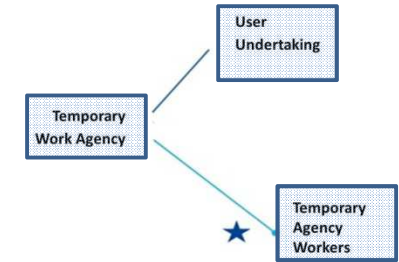 User
Undertaking
Temporary
Work Agency
Temporary
Agency
Workers